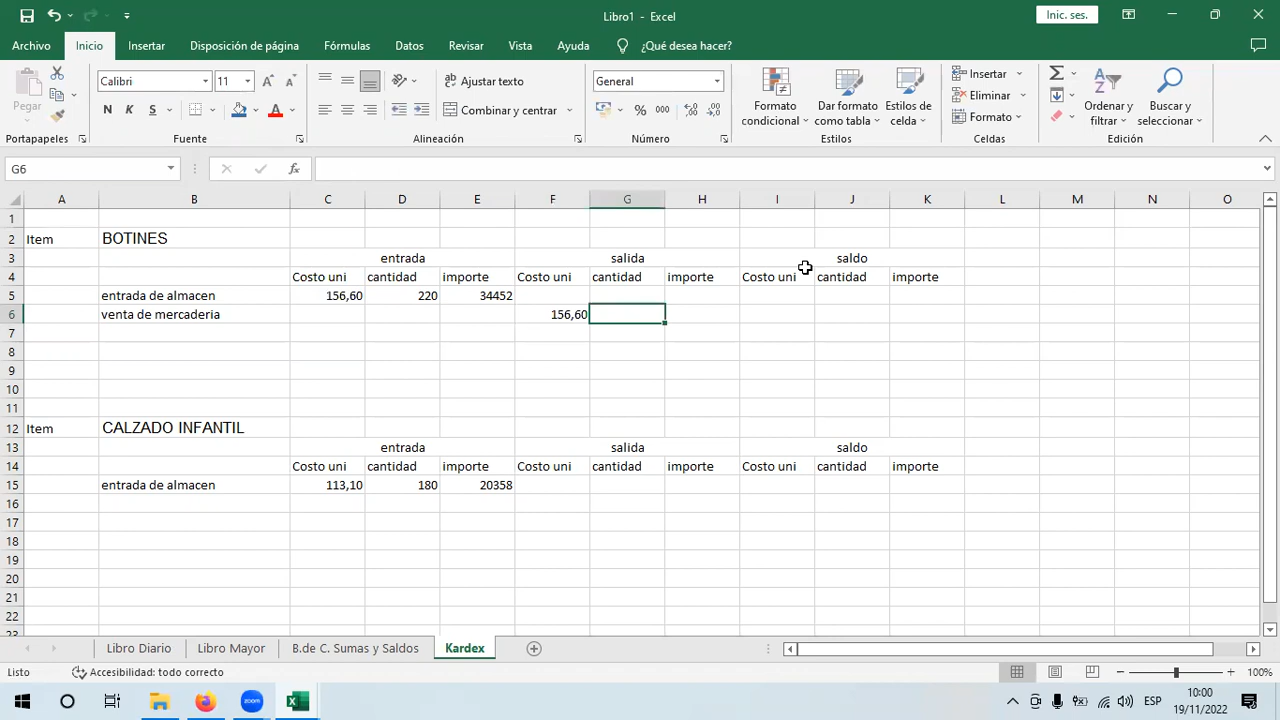 Libro1 - Excel
Inic. ses.
Archivo Inicio Insertar Disposición de página Fórmulas Datos Revisar Vista Ayuda ¿Qué desea hacer?
Pegar
Calibri 11
N K S
Ajustar texto
Combinar y centrar
General
% 000
Formato condicional
Dar formato como tabla
Estilos de celda
Insertar
Eliminar
Formato
Ordenar y filtrar
Buscar y seleccionar
Portapapeles Fuente Alineación Número Estilos Celdas Edición
G6 fx
A B C D E F G H I J K L M N O
1
2 Item BOTINES
3 entrada salida saldo
4 Costo uni cantidad importe Costo uni cantidad importe Costo uni cantidad importe
5 entrada de almacen 156,60 220 34452
6 venta de mercaderia 156,60
7
8
9
10
11
12 Item CALZADO INFANTIL
13 entrada salida saldo
14 Costo uni cantidad importe Costo uni cantidad importe Costo uni cantidad importe
15 entrada de almacen 113,10 180 20358
16
17
18
19
20
21
22
23
Libro Diario Libro Mayor B.de C. Sumas y Saldos Kardex
Listo Accesibilidad: todo correcto 100%
zoom
ESP
10:00
19/11/2022